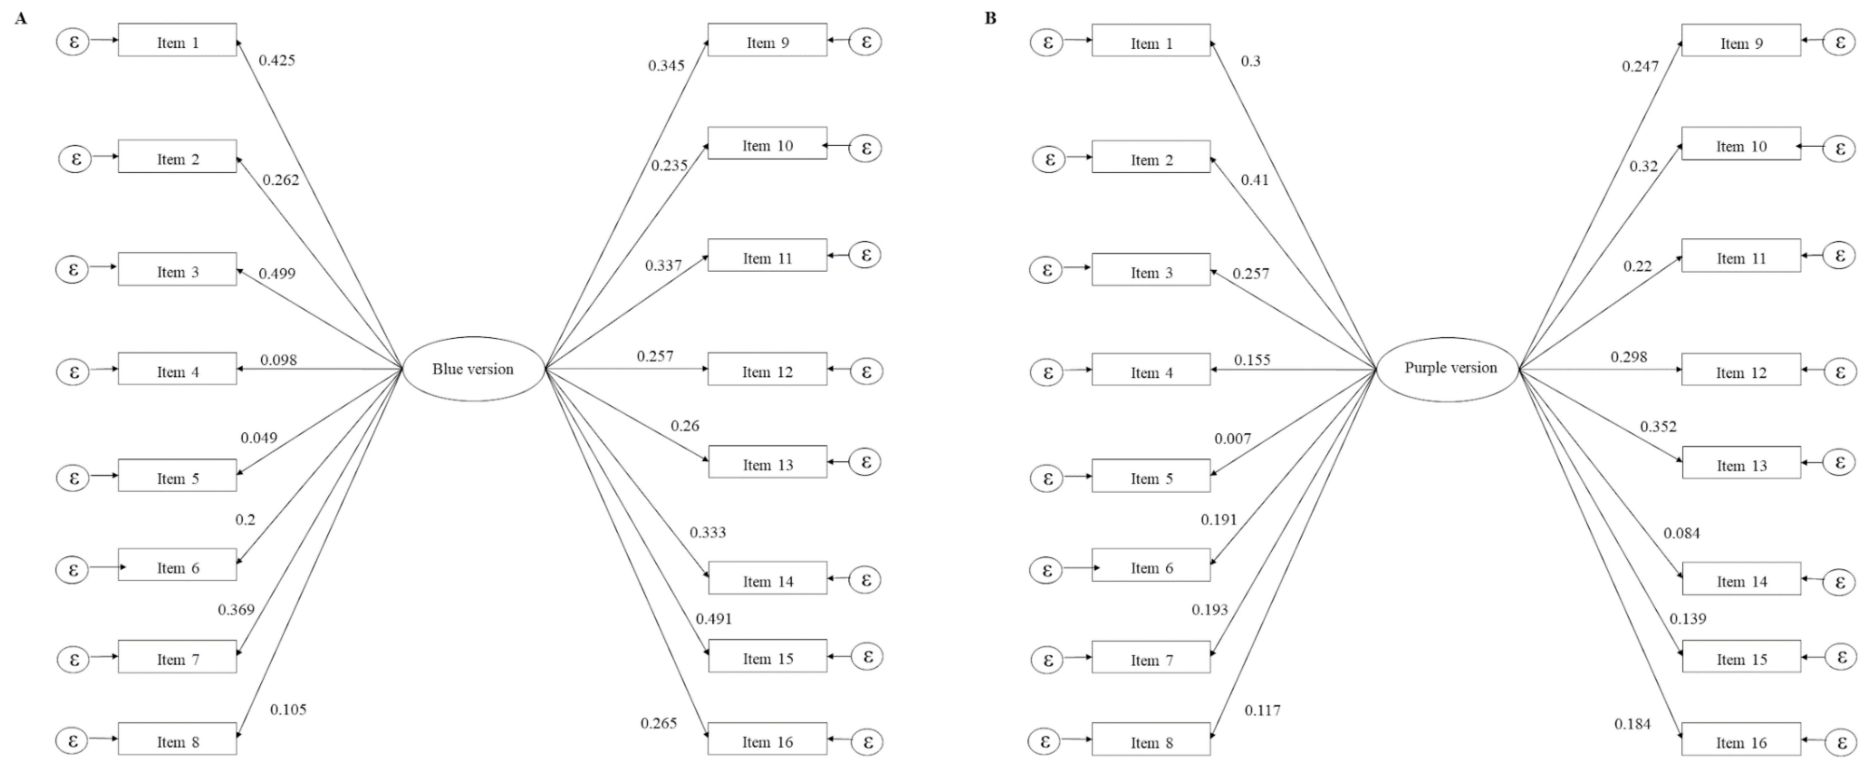 A
ε
Item 1
0.425
ε
Item 2
0.262
ε
Item 3
0.499
ε
Item 4
0.098
ε
Item 5
0.049
ε
Item 6
0.2
ε
Item 7
0.369
ε
Item 8
0.105
Blue version
0.345
Item 9
ε
0.235
Item 10
ε
0.337
Item 11
ε
0.257
Item 12
ε
0.26
Item 13
ε
0.333
Item 14
ε
0.491
Item 15
ε
0.265
Item 16
ε
B
ε
Item 1
0.3
ε
Item 2
0.41
ε
Item 3
0.257
ε
Item 4
0.155
ε
Item 5
0.007
ε
Item 6
0.191
ε
Item 7
0.193
ε
Item 8
0.117
Purple version
0.247
Item 9
ε
0.32
Item 10
ε
0.22
Item 11
ε
0.298
Item 12
ε
0.352
Item 13
ε
0.084
Item 14
ε
0.139
Item 15
ε
0.184
Item 16
ε